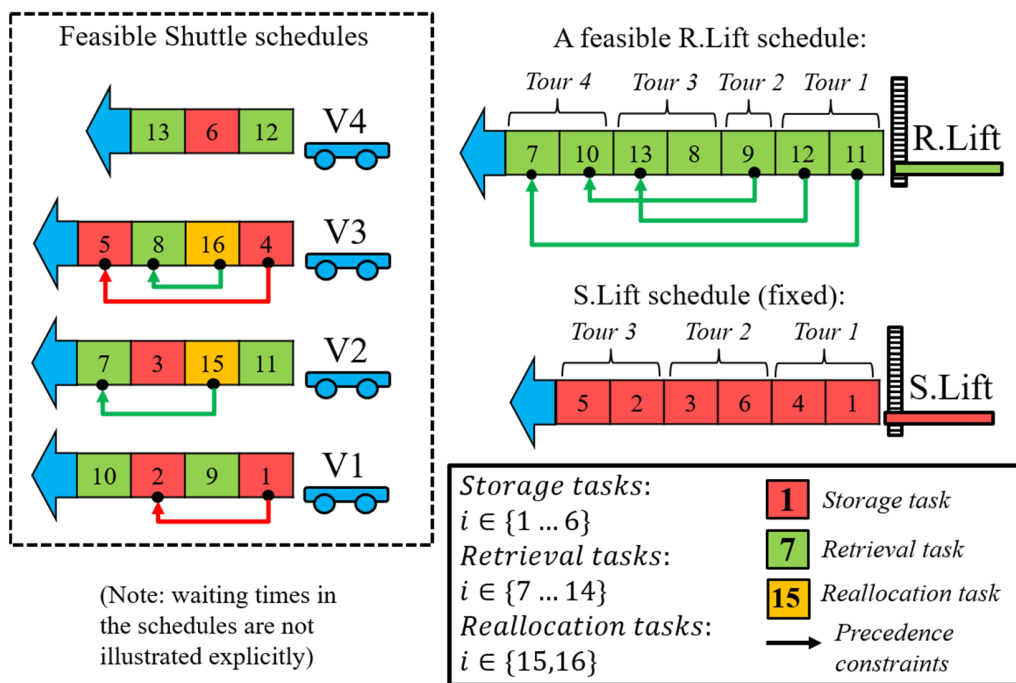 Feasible Shuttle schedules
13 6 12
V4
5 8 16 4
V3
7 3 15 11
V2
10 2 9 1
V1
(Note: waiting times in
the schedules are not
illustrated explicitly)
A feasible R.Lift schedule:
Tour 4 Tour 3 Tour 2 Tour 1
7 10 13 8 9 12 11
R.Lift
S.Lift schedule (fixed):
Tour 3 Tour 2 Tour 1
5 2 3 6 4 1
S.Lift
Storage tasks:
i ∈ {1 … 6}
Retrieval tasks:
i ∈ {7 … 14}
Reallocation tasks:
i ∈ {15,16}
1 Storage task
7 Retrieval task
15 Reallocation task
Precedence
constraints